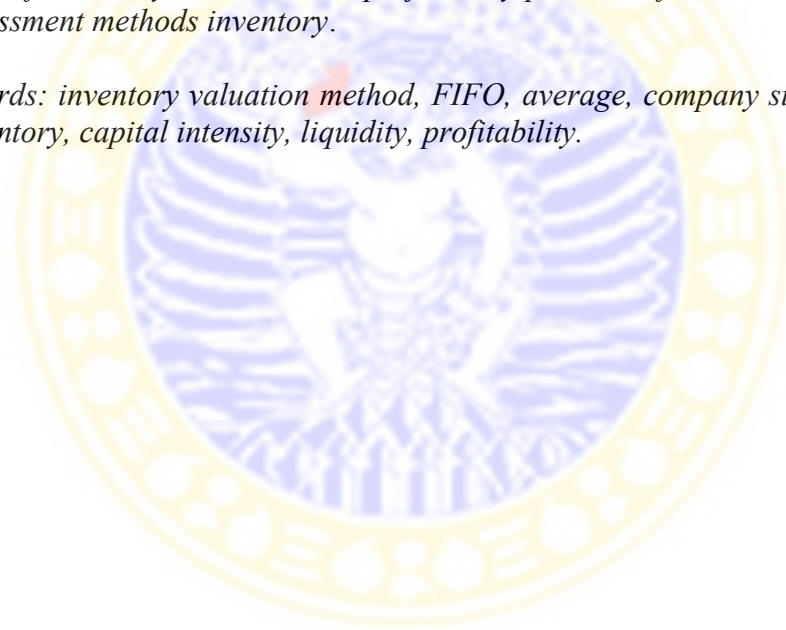 ssment methods inventory.
rds: inventory valuation method, FIFO, average, company si
ntory, capital intensity, liquidity, profitability.